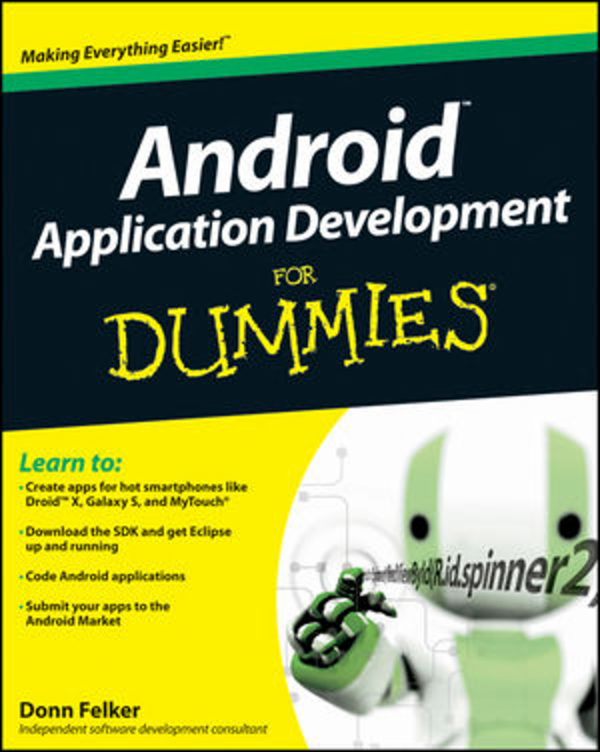 Making Everything Easier!™
Android™
Application Development
FOR
DUMMIES®
Learn to:
• Create apps for hot smartphones like
Droid™ X, Galaxy S, and MyTouch®
• Download the SDK and get Eclipse
up and running
• Code Android applications
• Submit your apps to the
Android Market
(R.id.spinner2)
Donn Felker
Independent software development consultant